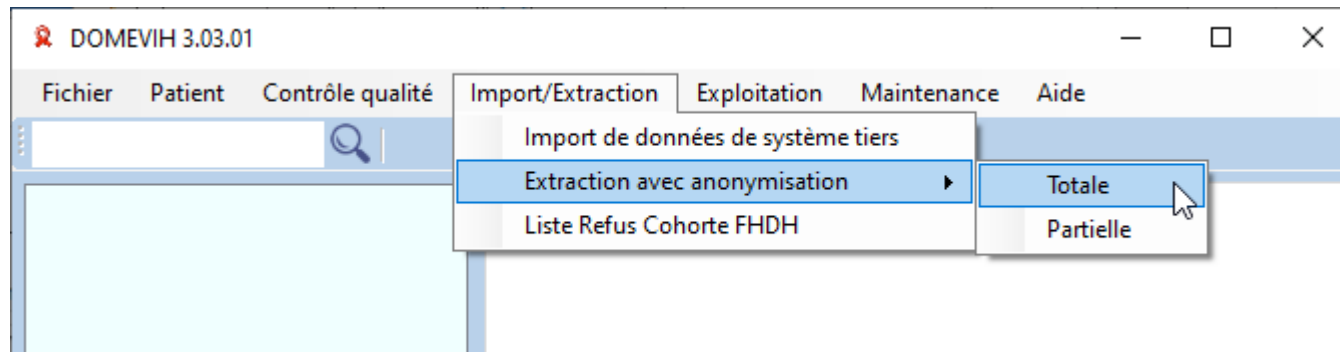 DOMEVIH 3.03.01
Fichier Patient Contrôle qualité Import/Extraction Exploitation Maintenance Aide
Import de données de système tiers
Extraction avec anonymisation Totale
Liste Refus Cohorte FHDH Partielle